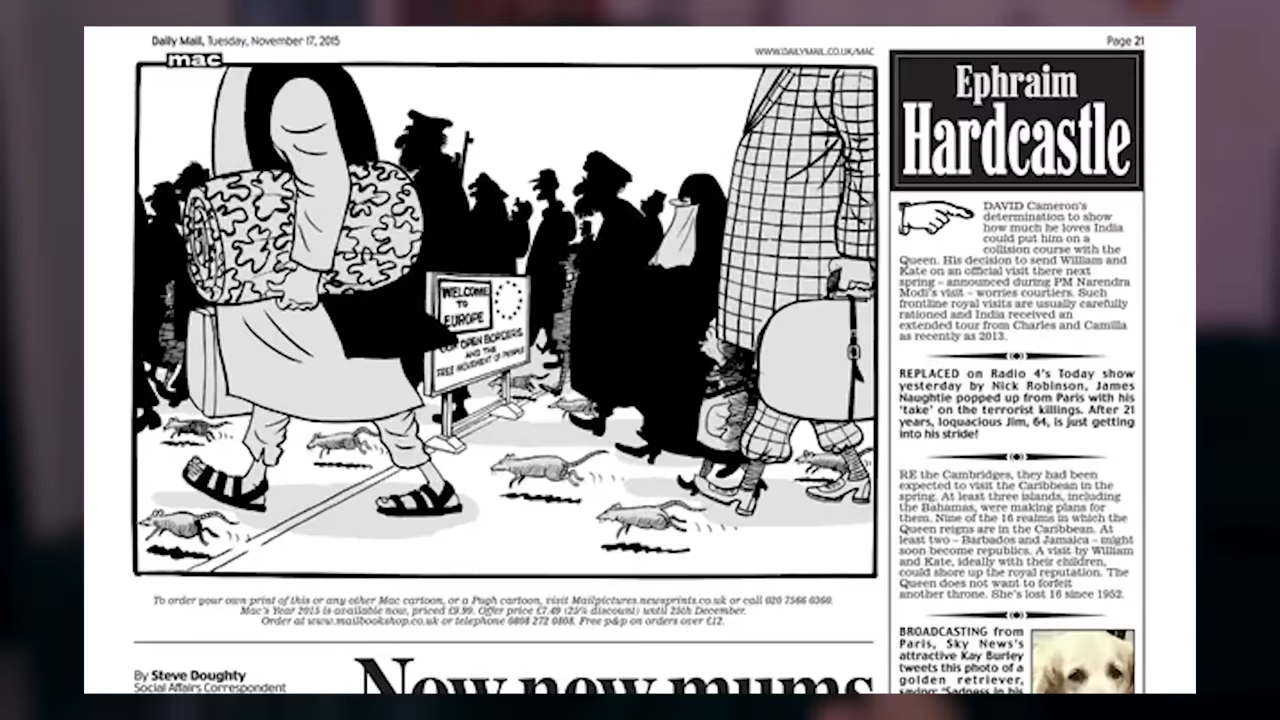 Daily Mail, Tuesday, November 17, 2015
mac
WWW.DAILYMAIL.CO.UK/MAC
Page 21
WELCOME
TO
EUROPE
OUR OPEN BORDERS
AND THE
FREE MOVEMENT OF PEOPLE
To order your own print of this or any other Mac cartoon, or a Pugh cartoon, visit Mailpictures.newsprints.co.uk or call 020 7566 0360.
Mac's Year 2015 is available now, priced £9.99. Offer price £7.49 (25% discount) until 25th December.
Order at www.mailbookshop.co.uk or telephone 0808 272 0808. Free p&p on orders over £12.
By Steve Doughty
Social Affairs Correspondent
Now new mums
Ephraim
Hardcastle
DAVID Cameron's
determination to show
how much he loves India
could put him on a
collision course with the
Queen. His decision to send William and
Kate on an official visit there next
spring – announced during PM Narendra
Modi's visit – worries courtiers. Such
frontline royal visits are usually carefully
rationed and India received an
extended tour from Charles and Camilla
as recently as 2013.
REPLACED on Radio 4's Today show
yesterday by Nick Robinson, James
Naughtie popped up from Paris with his
'take' on the terrorist killings. After 21
years, loquacious Jim, 64, is just getting
into his stride!
RE the Cambridges, they had been
expected to visit the Caribbean in the
spring. At least three islands, including
the Bahamas, were making plans for
them. Nine of the 16 realms in which the
Queen reigns are in the Caribbean. At
least two – Barbados and Jamaica – might
soon become republics. A visit by William
and Kate, ideally with their children,
could shore up the royal reputation. The
Queen does not want to forfeit
another throne. She's lost 16 since 1952.
BROADCASTING from
Paris, Sky News's
attractive Kay Burley
tweets this photo of a
golden retriever,
saying: 'Sadness in his